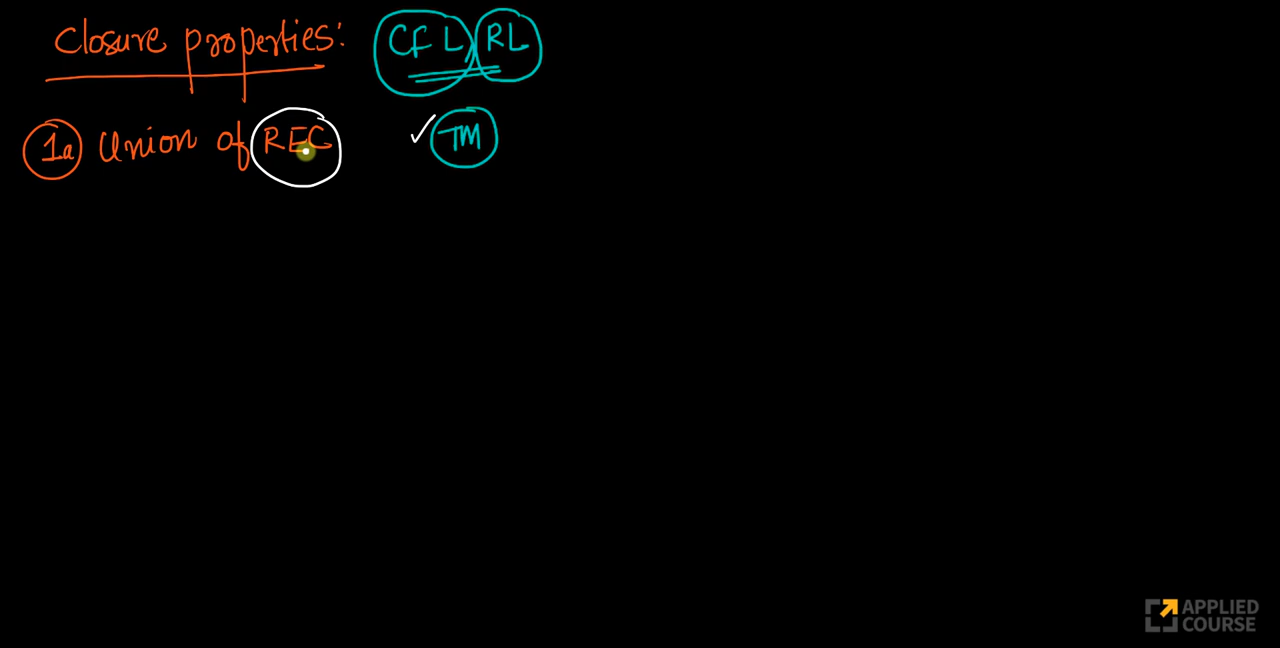 Closure properties: CFL, RL
1a Union of REC ✓ TM
APPLIED
COURSE